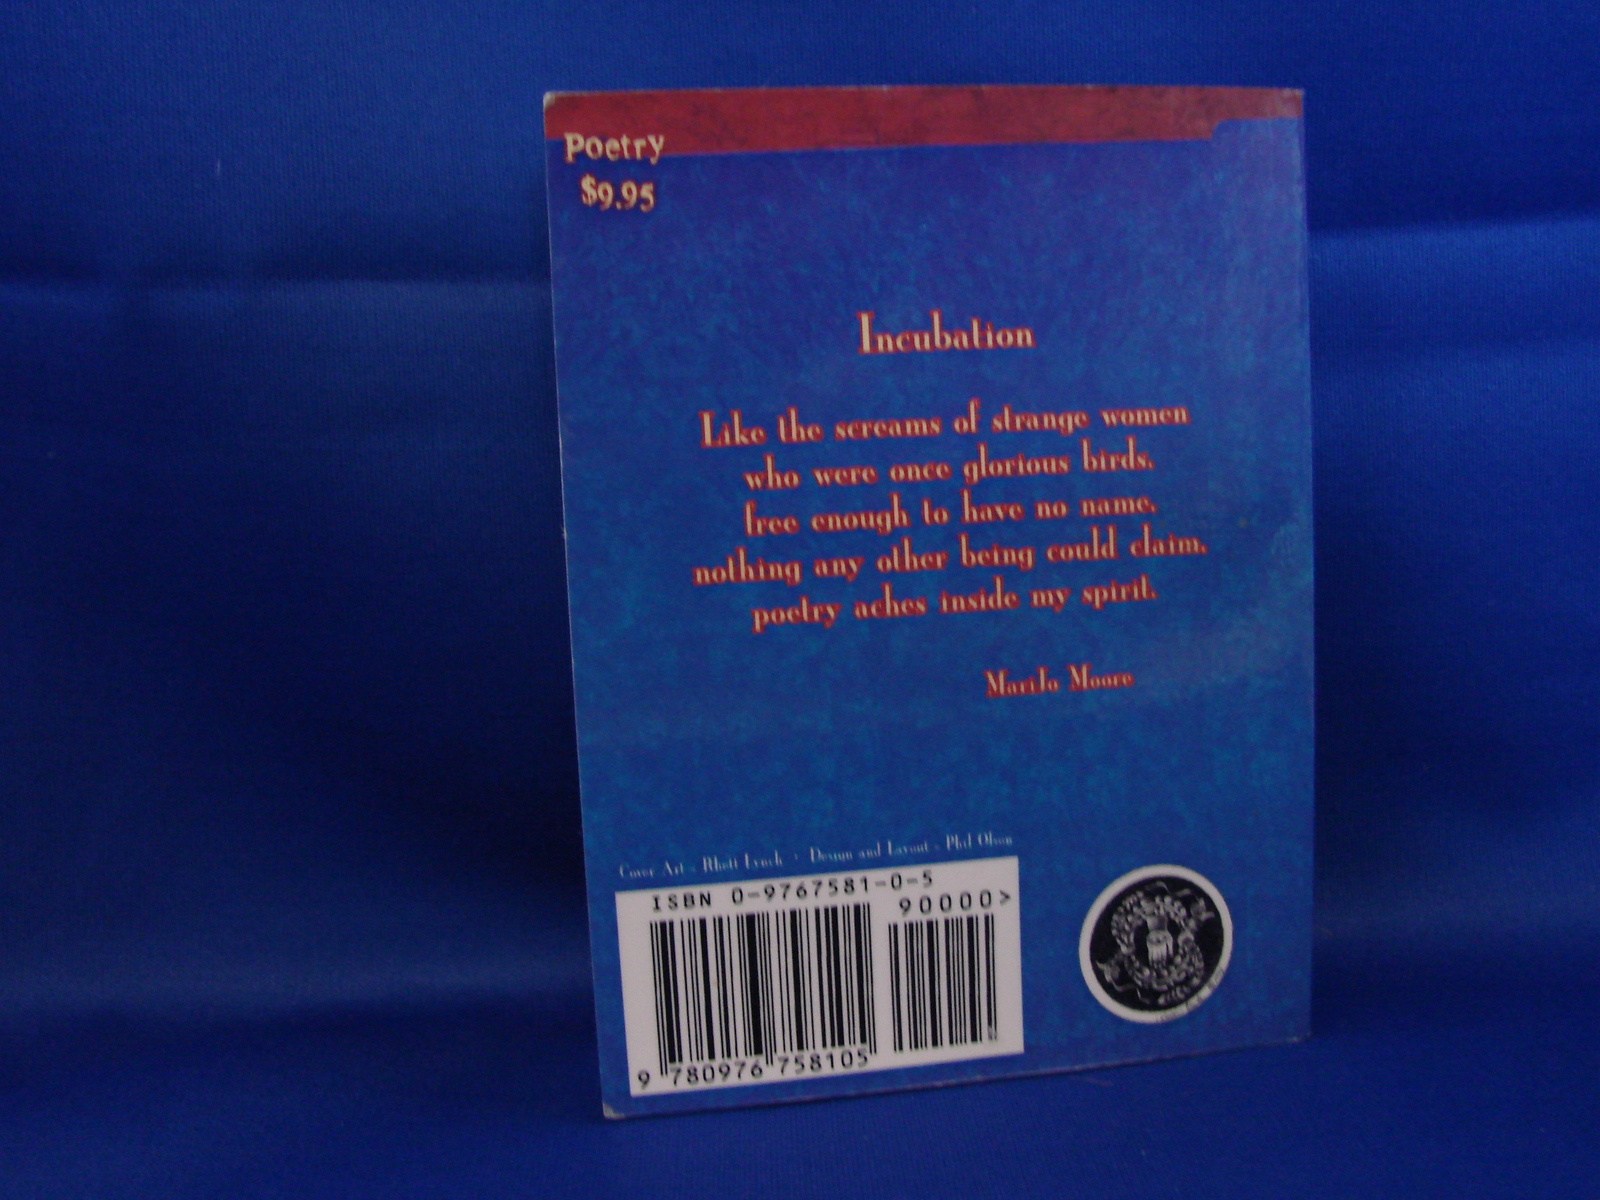 Poetry
$9.95
Incubation
Like the screams of strange women
who were once glorious birds,
free enough to have no name,
nothing any other being could claim,
poetry aches inside my spirit.
MariJo Moore
Cover Art - Rhett Lynch · Design and Layout - Phil Olson
ISBN 0-9767581-0-5
90000>
9 780976 758105